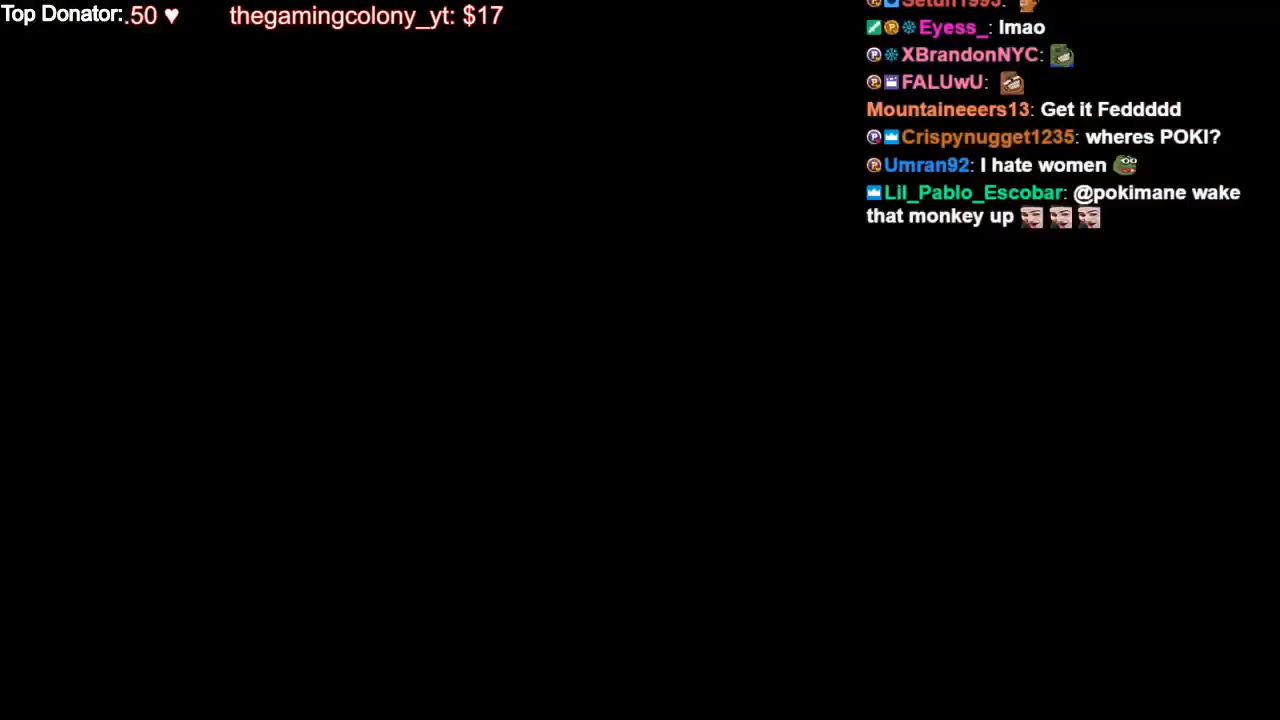 Top Donator:.50 ♥ thegamingcolony_yt: $17
Eyess_: lmao
XBrandonNYC:
FALUwU:
Mountaineeers13: Get it Feddddd
Crispynugget1235: wheres POKI?
Umran92: I hate women
Lil_Pablo_Escobar: @pokimane wake
that monkey up